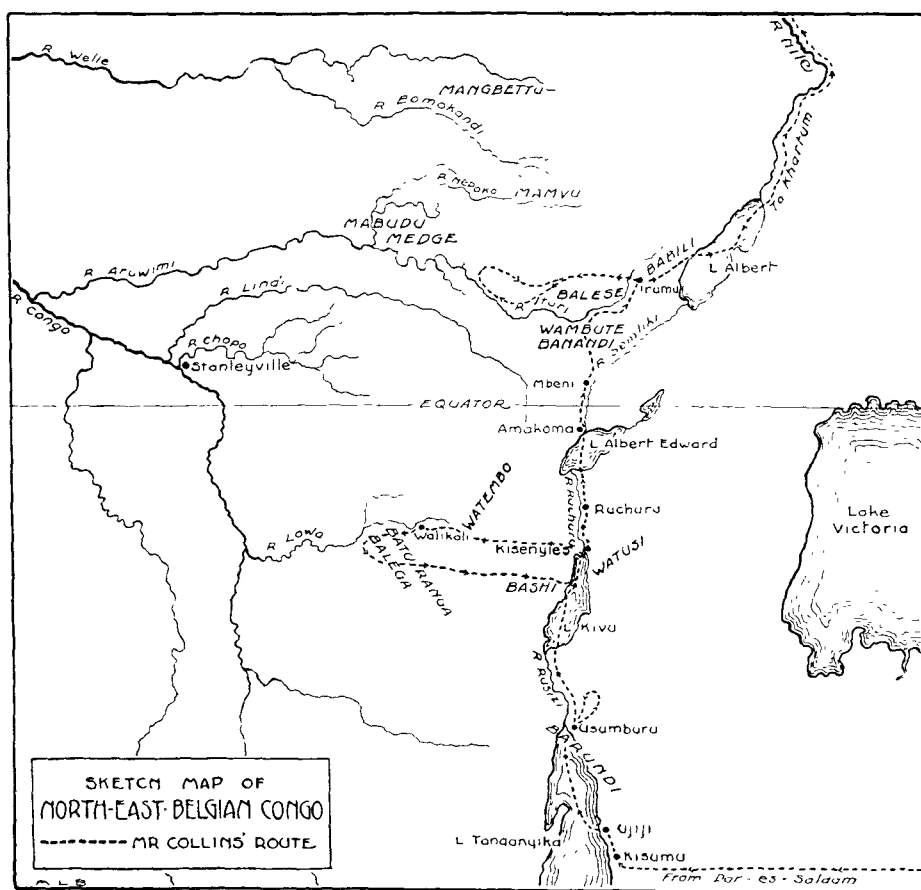 R Welle
R Nile
MANGBETTU
R Bomokandi
R Nepoko
MAMVU
To Khartum
MABUDU
MEDGE
R Aruwimi
BABILI
L Albert
R Lindi
R Ituri
BALESE
Irumu
R Congo
WAMBUTE
BANANDI
R Semliki
R Chopo
Stanleyville
Mbeni
EQUATOR
Amakoma
L Albert Edward
R Ruchuru
Ruchuru
Lake
Victoria
R Lowa
WATEMBO
Walikali
Kisenyies
WATUSI
BALEGA
BASHI
L Kivu
R Rusizi
Usumburu
BARUNDI
SKETCH MAP OF
NORTH-EAST·BELGIAN CONGO
MR COLLINS' ROUTE
L Tanganyika
Ujiji
Kisumu
From Dar-es-Salaam